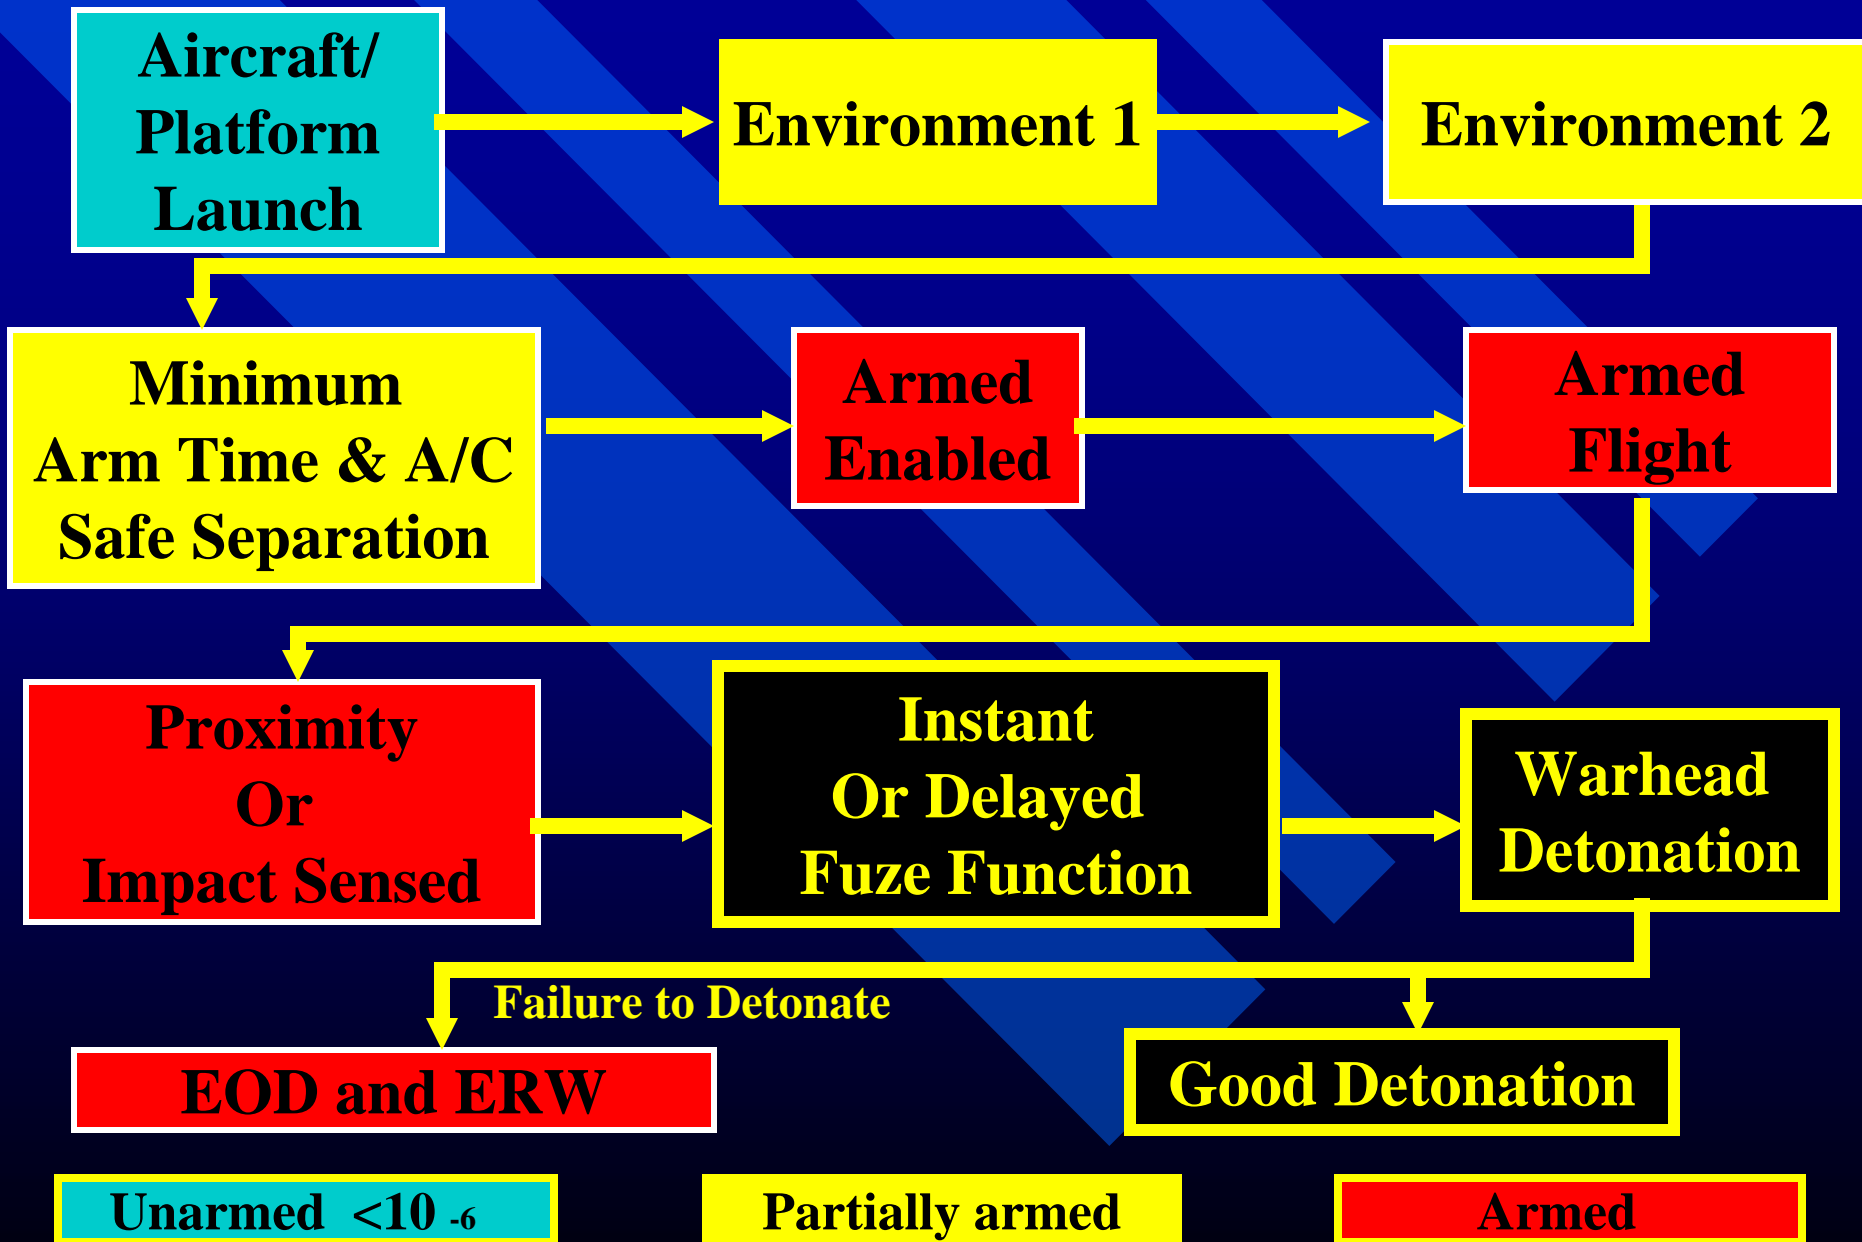 Aircraft/
Platform
Launch
Environment 1
Environment 2
Minimum
Arm Time & A/C
Safe Separation
Armed
Enabled
Armed
Flight
Proximity
Or
Impact Sensed
Instant
Or Delayed
Fuze Function
Warhead
Detonation
Failure to Detonate
EOD and ERW
Good Detonation
Unarmed <10 -6
Partially armed
Armed